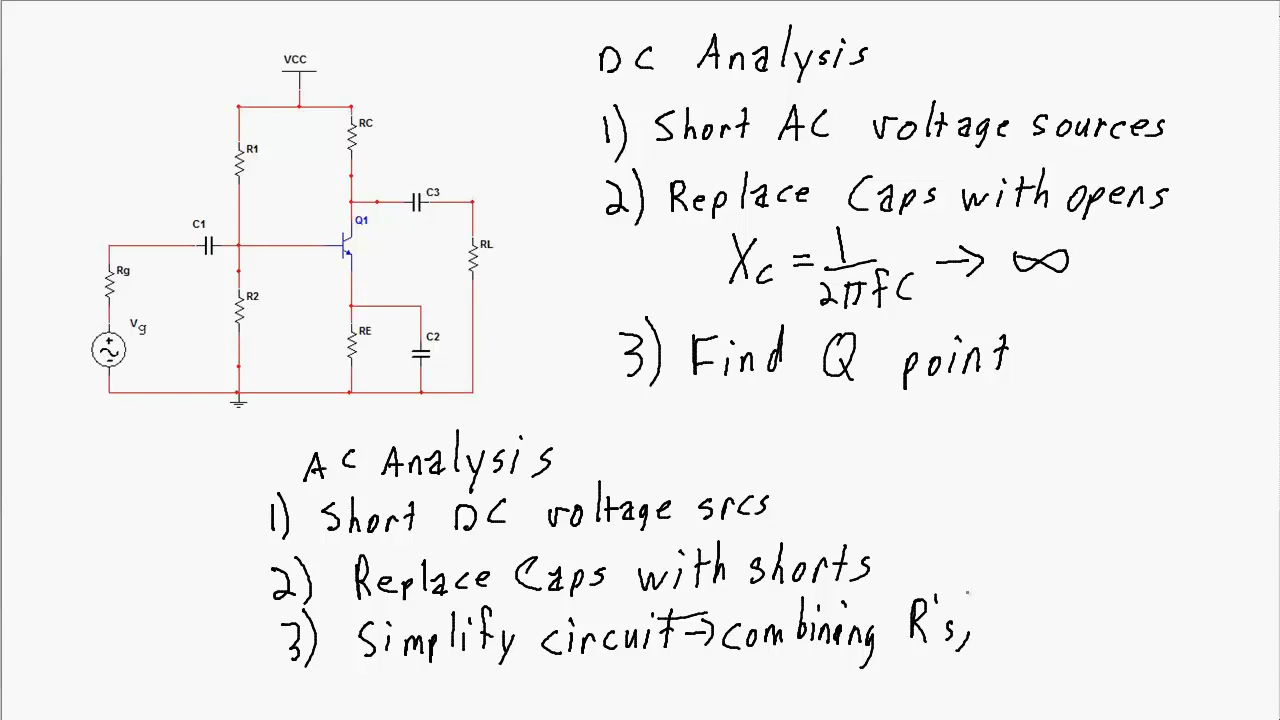 VCC
RC
R1
C3
C1
Q1
RL
Rg
R2
Vg
RE
C2
DC Analysis
1) Short AC voltage sources
2) Replace Caps with opens
Xc = 1/2πfC → ∞
3) Find Q point
AC Analysis
1) Short DC voltage srcs
2) Replace Caps with shorts
3) Simplify circuit → combining R's,